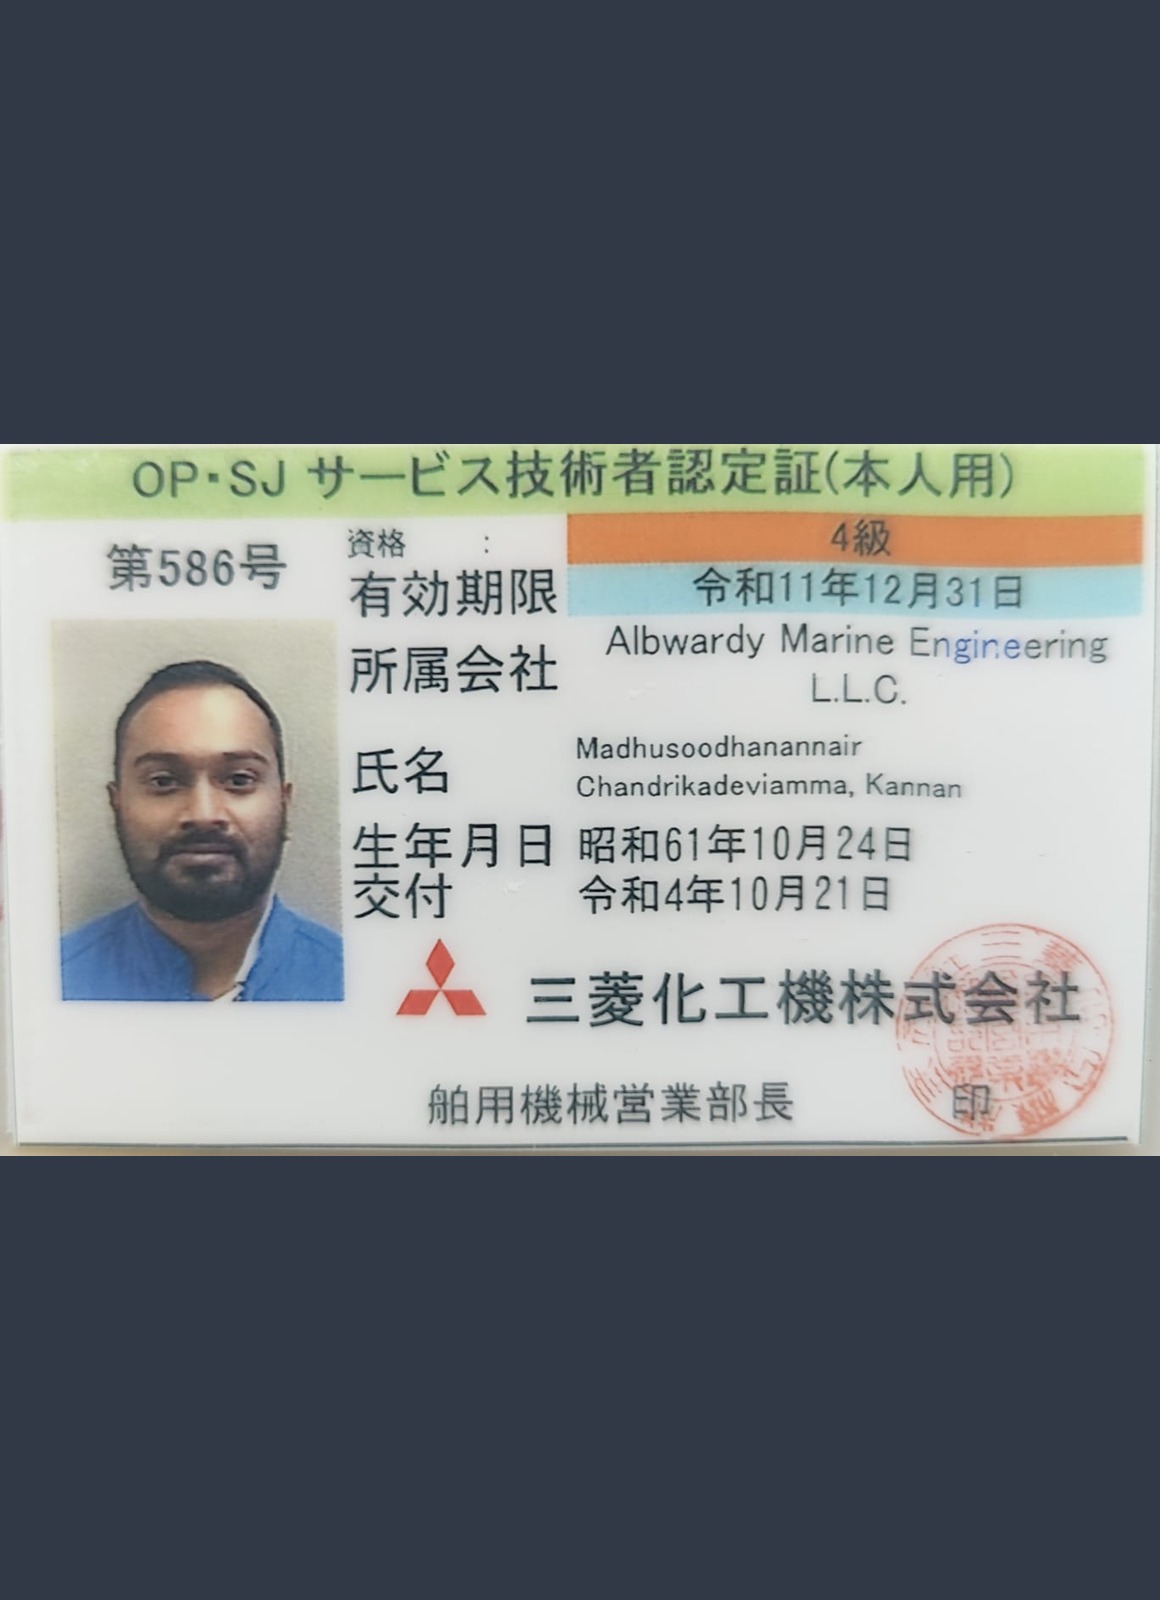 OP・SJ サービス技術者認定証(本人用)
第586号
資格 : 4級
有効期限 令和11年12月31日
所属会社 Albwardy Marine Engineering
L.L.C.
氏名 Madhusoodhanannair
Chandrikadeviamma, Kannan
生年月日 昭和61年10月24日
交付 令和4年10月21日
三菱化工機株式会社
舶用機械営業部長 印